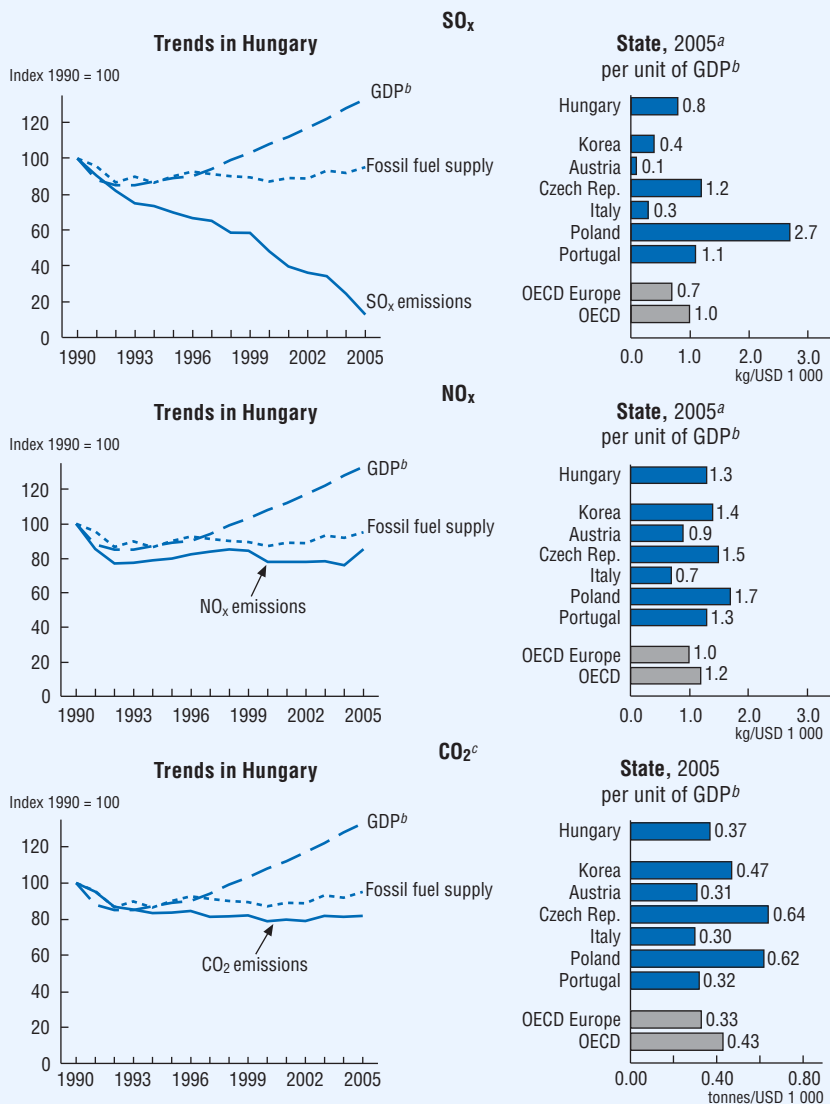 SOₓ
Trends in Hungary
Index 1990 = 100
120
100
80
60
40
20
0
1990 1993 1996 1999 2002 2005
GDPᵇ
Fossil fuel supply
SOₓ emissions
State, 2005ᵃ
per unit of GDPᵇ
Hungary 0.8
Korea 0.4
Austria 0.1
Czech Rep. 1.2
Italy 0.3
Poland 2.7
Portugal 1.1
OECD Europe 0.7
OECD 1.0
0.0 1.0 2.0 3.0
kg/USD 1 000
NOₓ
Trends in Hungary
Index 1990 = 100
120
100
80
60
40
20
0
1990 1993 1996 1999 2002 2005
GDPᵇ
Fossil fuel supply
NOₓ emissions
State, 2005ᵃ
per unit of GDPᵇ
Hungary 1.3
Korea 1.4
Austria 0.9
Czech Rep. 1.5
Italy 0.7
Poland 1.7
Portugal 1.3
OECD Europe 1.0
OECD 1.2
0.0 1.0 2.0 3.0
kg/USD 1 000
CO₂ᶜ
Trends in Hungary
Index 1990 = 100
120
100
80
60
40
20
0
1990 1993 1996 1999 2002 2005
GDPᵇ
Fossil fuel supply
CO₂ emissions
State, 2005
per unit of GDPᵇ
Hungary 0.37
Korea 0.47
Austria 0.31
Czech Rep. 0.64
Italy 0.30
Poland 0.62
Portugal 0.32
OECD Europe 0.33
OECD 0.43
0.00 0.40 0.80
tonnes/USD 1 000